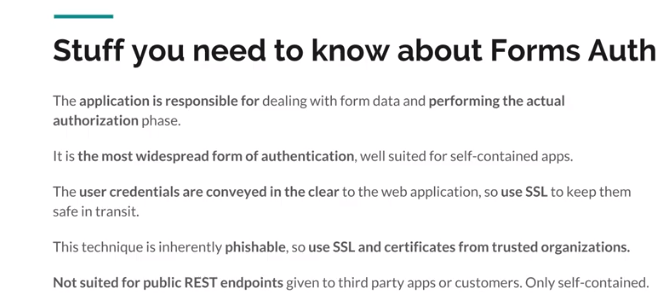 Stuff you need to know about Forms Auth
The application is responsible for dealing with form data and performing the actual
authorization phase.
It is the most widespread form of authentication, well suited for self-contained apps.
The user credentials are conveyed in the clear to the web application, so use SSL to keep them
safe in transit.
This technique is inherently phishable, so use SSL and certificates from trusted organizations.
Not suited for public REST endpoints given to third party apps or customers. Only self-contained.